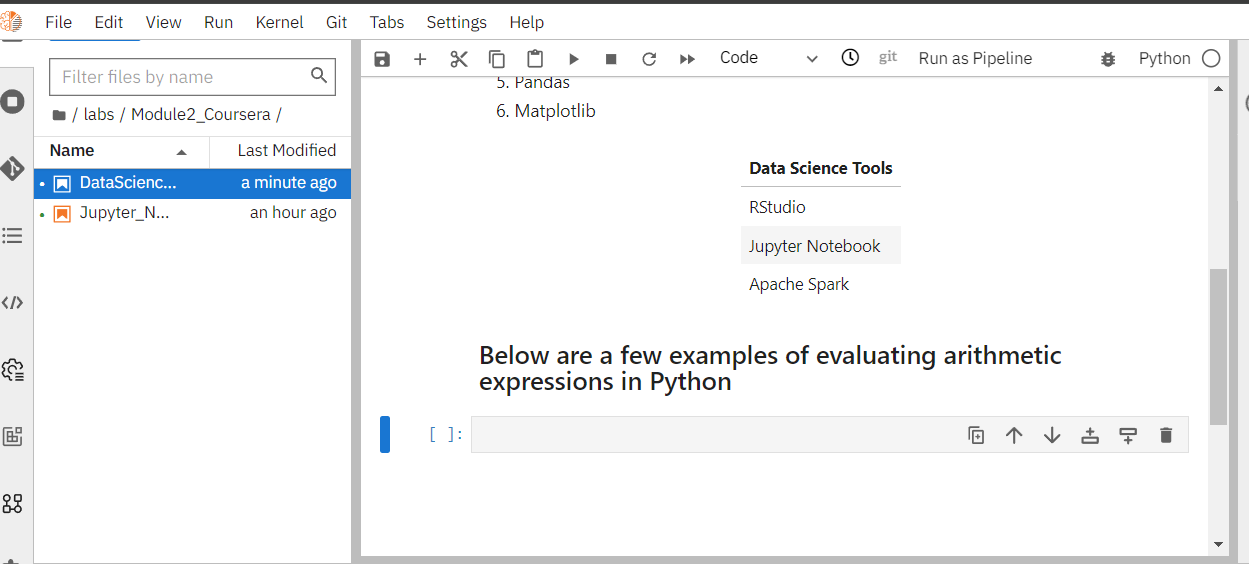 File Edit View Run Kernel Git Tabs Settings Help
Filter files by name
/ labs / Module2_Coursera /
Name Last Modified
DataScienc... a minute ago
Jupyter_N... an hour ago
Code git Run as Pipeline Python
5. Pandas
6. Matplotlib
Data Science Tools
RStudio
Jupyter Notebook
Apache Spark
Below are a few examples of evaluating arithmetic
expressions in Python
[ ]: